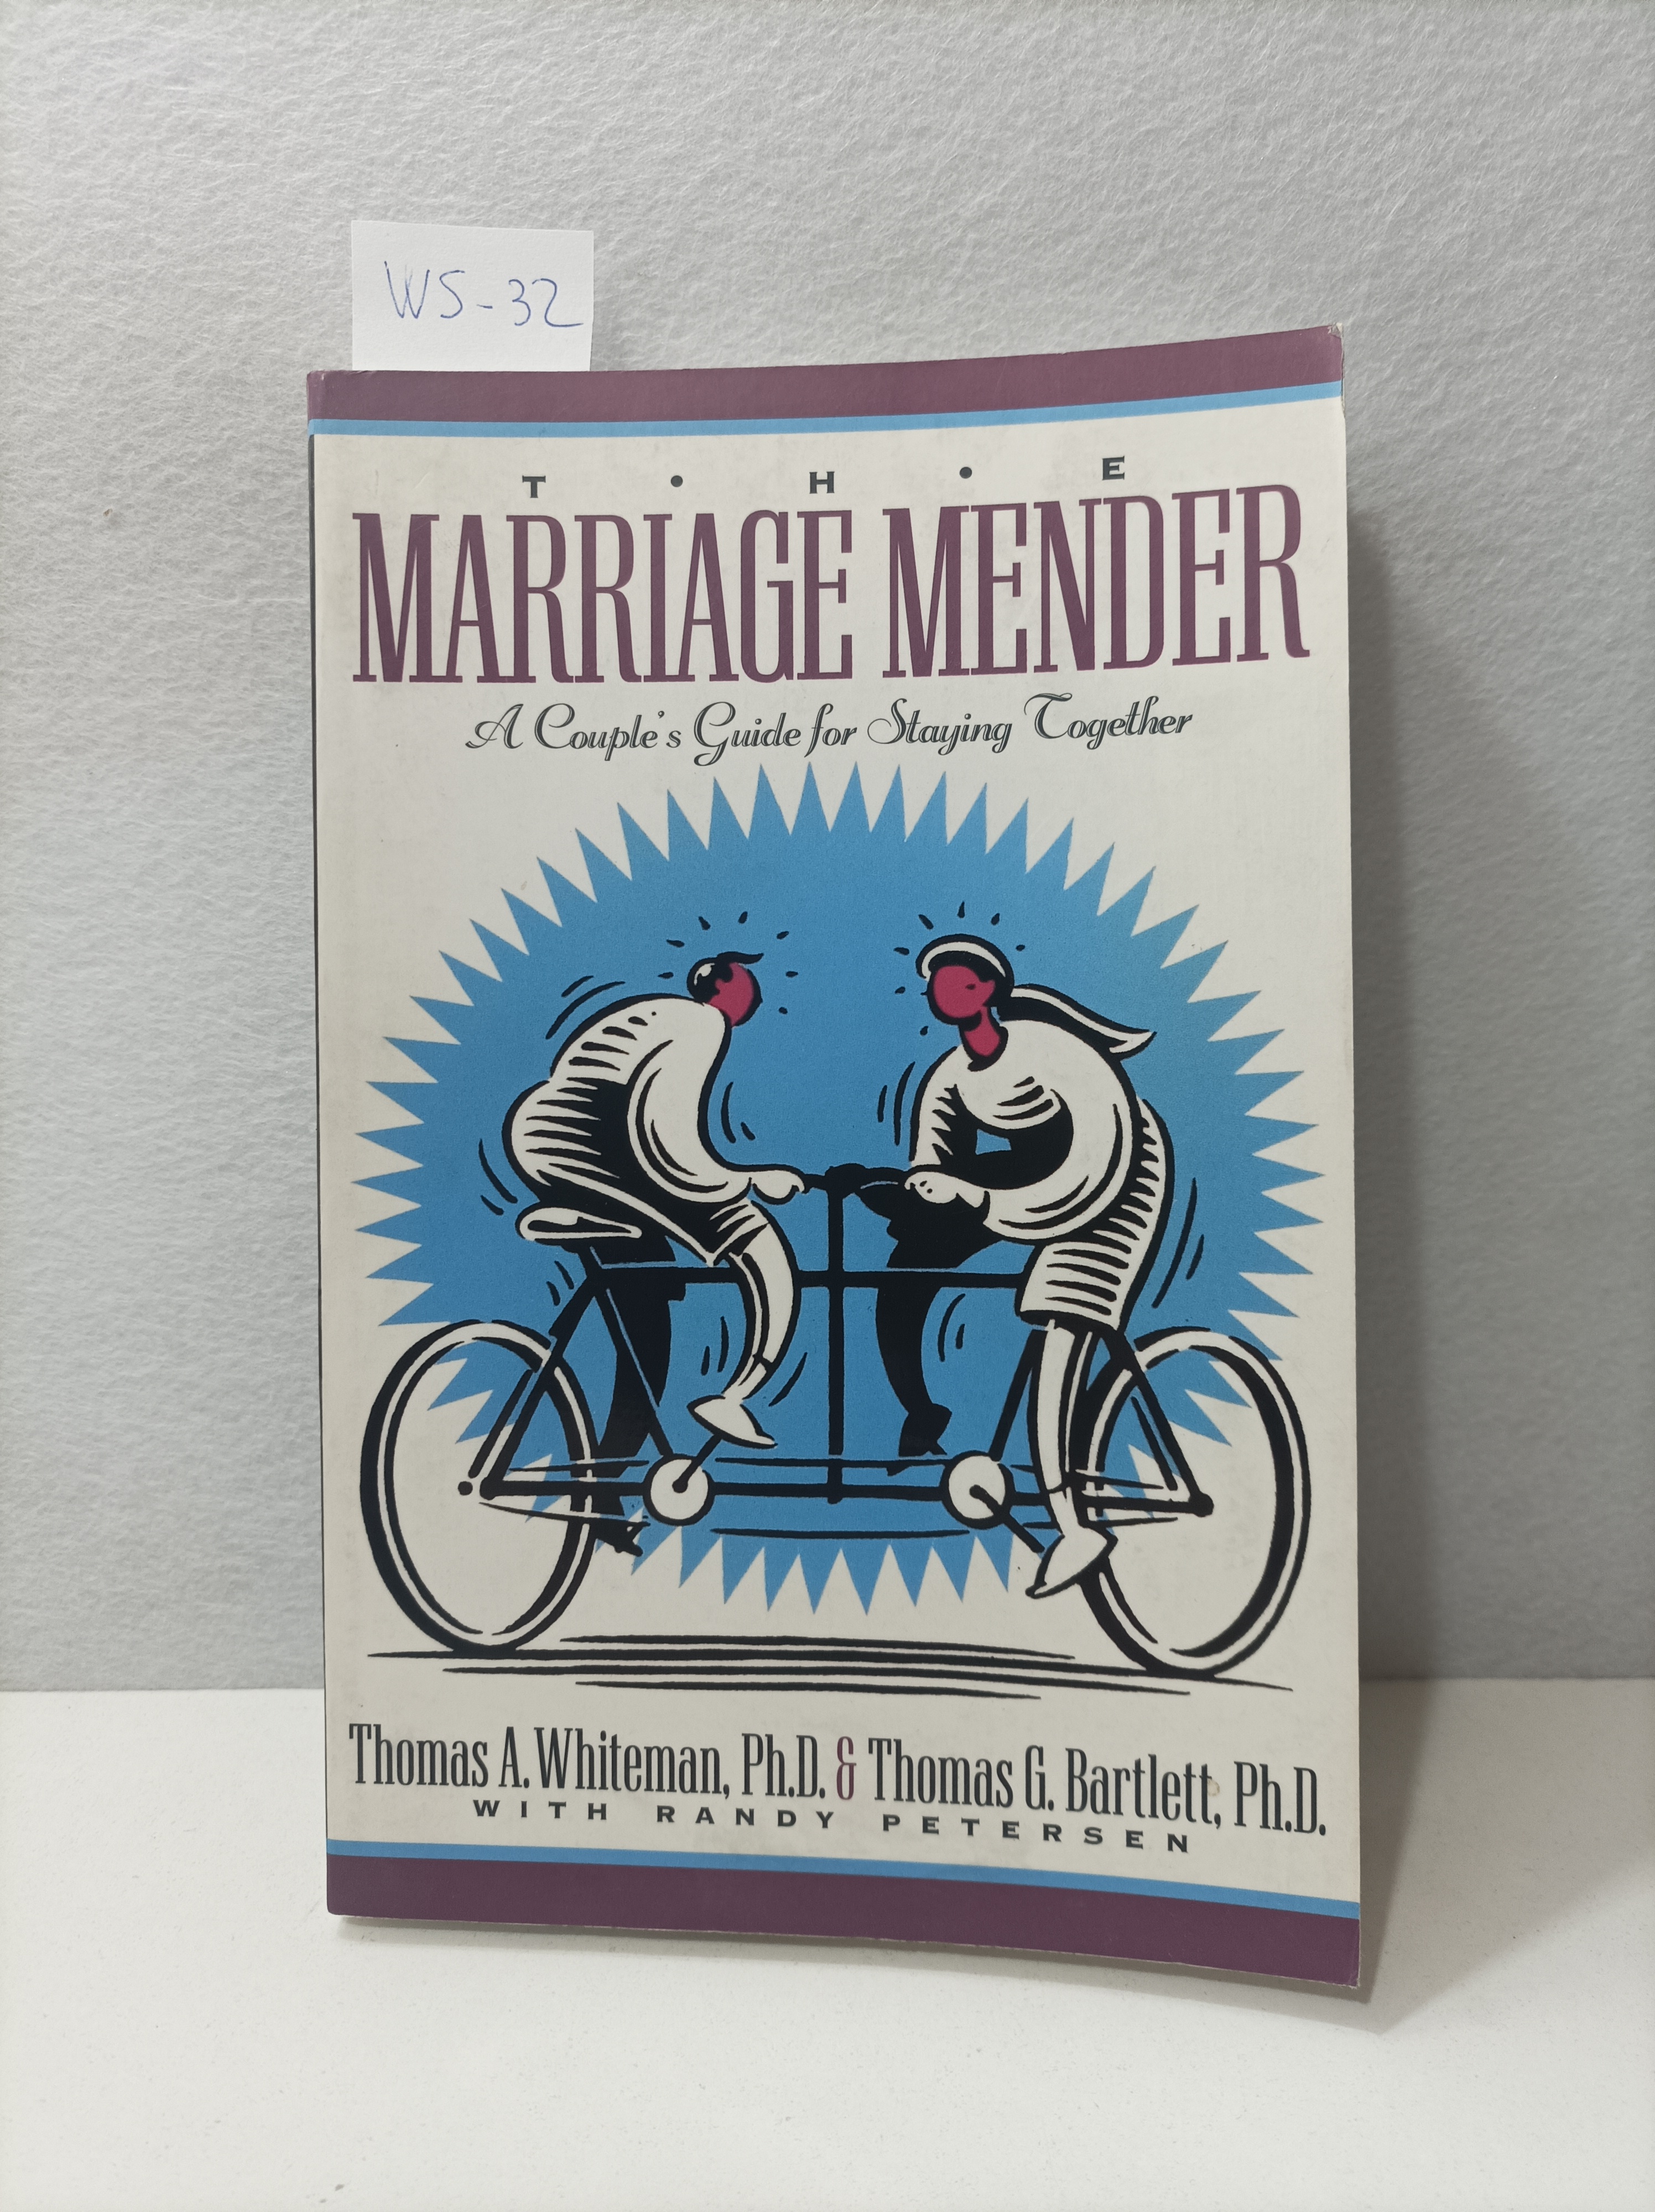 WS-32
T • H • E
MARRIAGE MENDER
A Couple's Guide for Staying Together
Thomas A. Whiteman, Ph.D. & Thomas G. Bartlett, Ph.D.
WITH RANDY PETERSEN